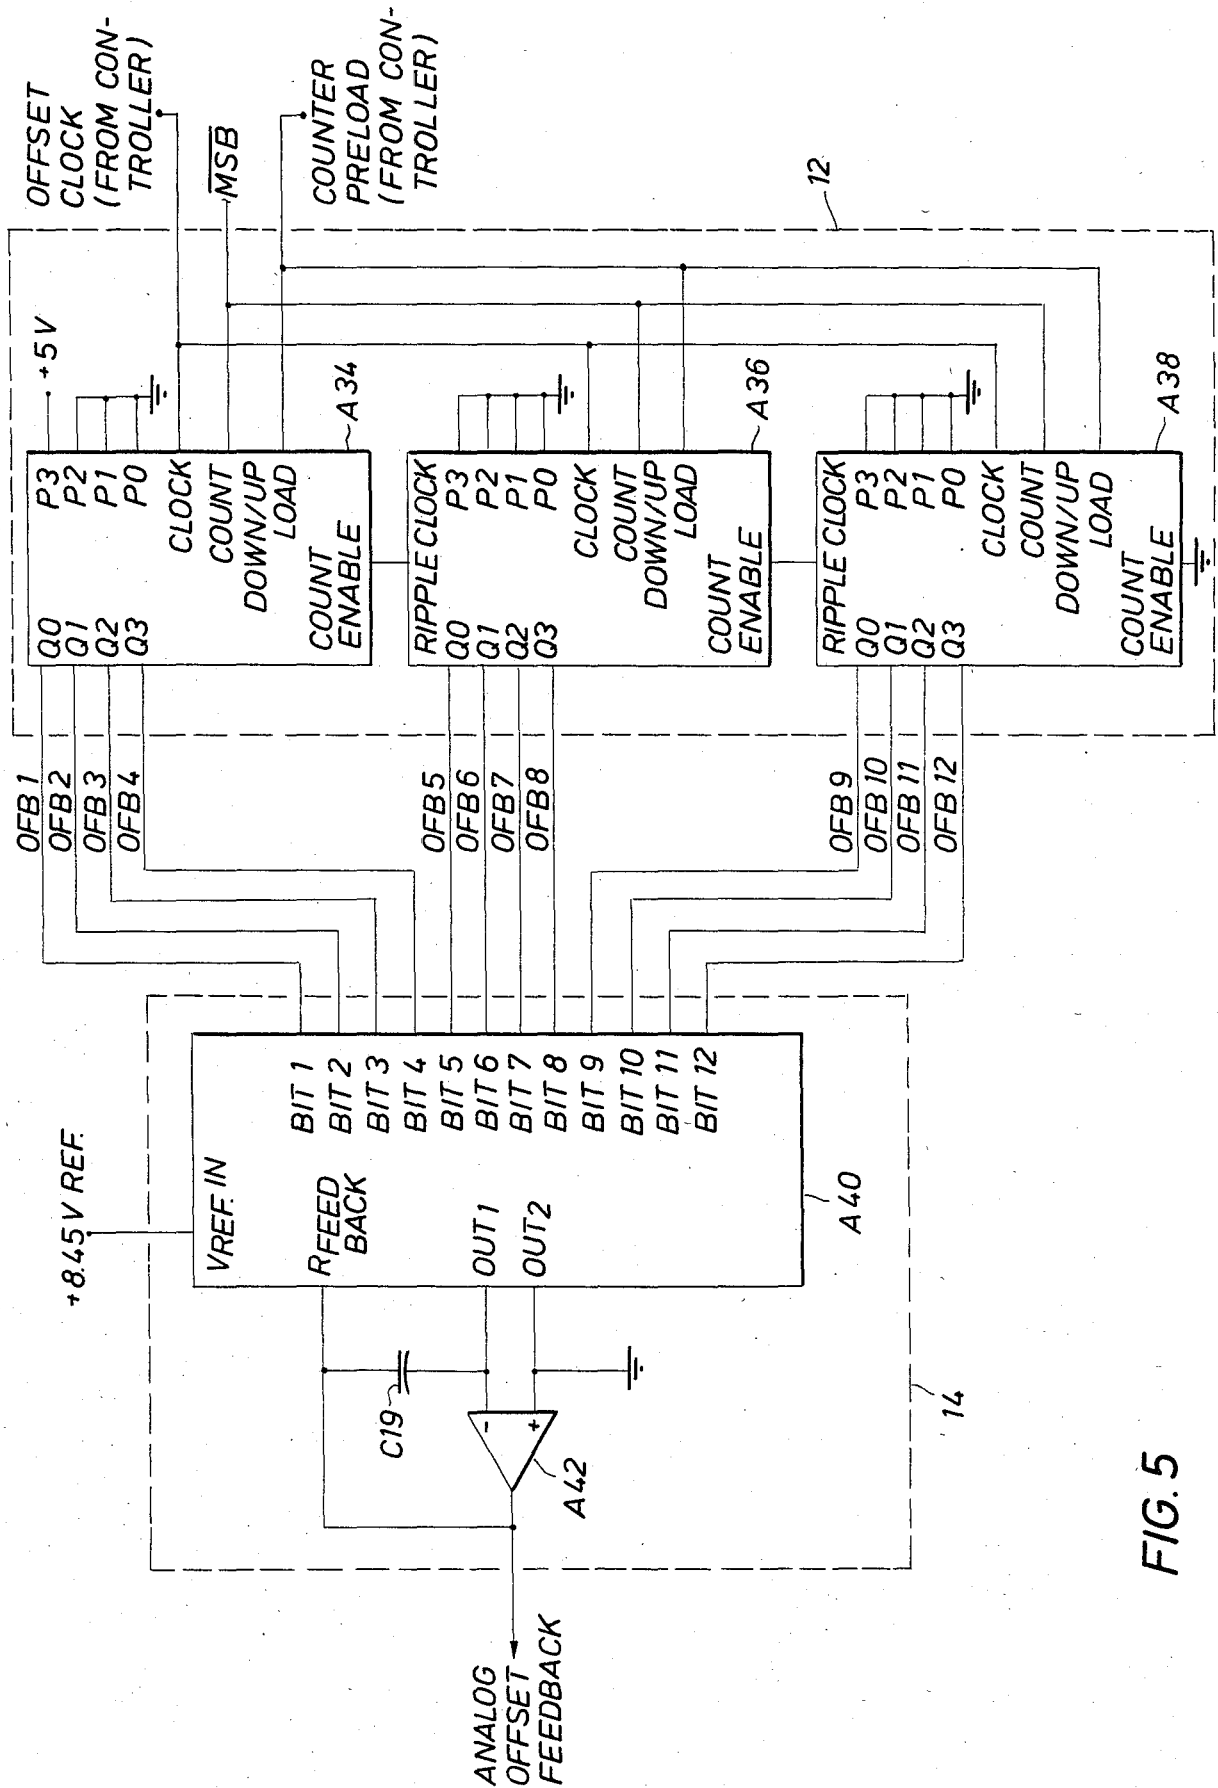 OFFSET
CLOCK
(FROM CON-
TROLLER)
MSB
COUNTER
PRELOAD
(FROM CON-
TROLLER)
12
+5V
P3
P2
P1
P0
CLOCK
COUNT
DOWN/UP
LOAD
COUNT
ENABLE
Q0
Q1
Q2
Q3
A34
RIPPLE CLOCK
P3
P2
P1
P0
CLOCK
COUNT
DOWN/UP
LOAD
COUNT
ENABLE
Q0
Q1
Q2
Q3
A36
RIPPLE CLOCK
P3
P2
P1
P0
CLOCK
COUNT
DOWN/UP
LOAD
COUNT
ENABLE
Q0
Q1
Q2
Q3
A38
OFB1
OFB2
OFB3
OFB4
OFB5
OFB6
OFB7
OFB8
OFB9
OFB10
OFB11
OFB12
+8.45V REF.
VREF. IN
RFEED
BACK
OUT1
OUT2
BIT 1
BIT 2
BIT 3
BIT 4
BIT 5
BIT 6
BIT 7
BIT 8
BIT 9
BIT 10
BIT 11
BIT 12
A40
C19
-
+
A42
14
ANALOG
OFFSET
FEEDBACK
FIG. 5